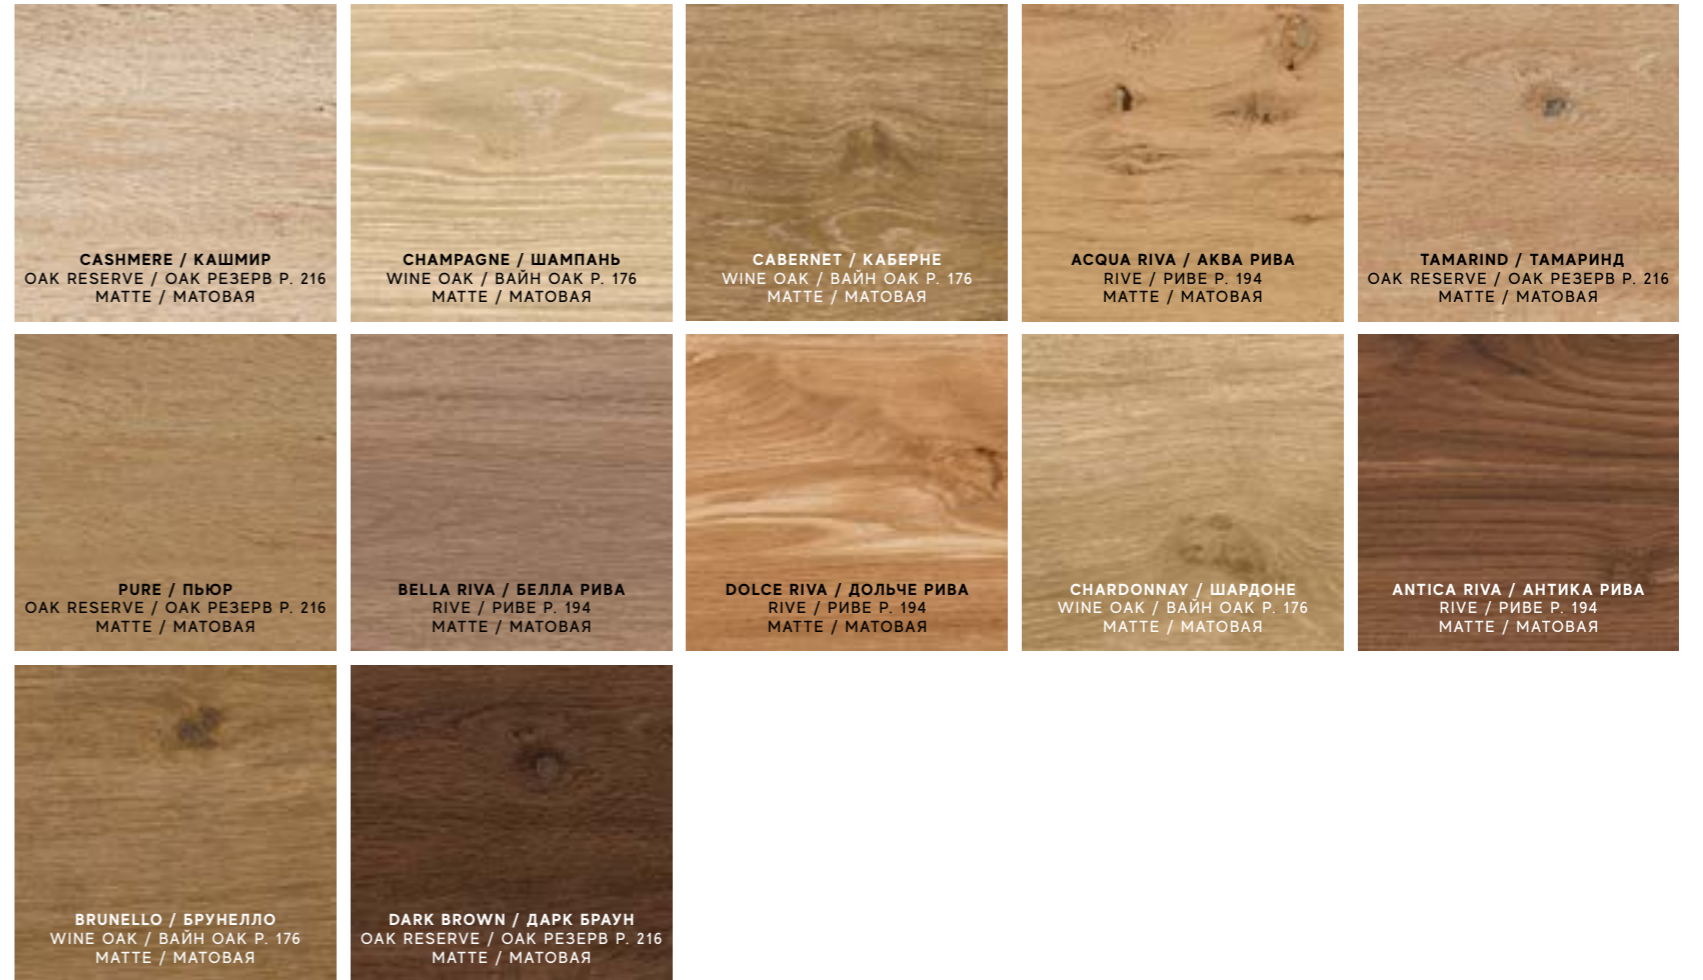 CASHMERE / КАШМИР
OAK RESERVE / OAK РЕЗЕРВ P. 216
MATTE / МАТОВАЯ
CHAMPAGNE / ШАМПАНЬ
WINE OAK / ВАЙН ОАК P. 176
MATTE / МАТОВАЯ
CABERNET / КАБЕРНЕ
WINE OAK / ВАЙН ОАК P. 176
MATTE / МАТОВАЯ
ACQUA RIVA / АКВА РИВА
RIVE / РИВЕ P. 194
MATTE / МАТОВАЯ
TAMARIND / ТАМАРИНД
OAK RESERVE / ОАК РЕЗЕРВ P. 216
MATTE / МАТОВАЯ
PURE / ПЬЮР
OAK RESERVE / ОАК РЕЗЕРВ P. 216
MATTE / МАТОВАЯ
BELLA RIVA / БЕЛЛА РИВА
RIVE / РИВЕ P. 194
MATTE / МАТОВАЯ
DOLCE RIVA / ДОЛЬЧЕ РИВА
RIVE / РИВЕ P. 194
MATTE / МАТОВАЯ
CHARDONNAY / ШАРДОНЕ
WINE OAK / ВАЙН ОАК P. 176
MATTE / МАТОВАЯ
ANTICA RIVA / АНТИКА РИВА
RIVE / РИВЕ P. 194
MATTE / МАТОВАЯ
BRUNELLO / БРУНЕЛЛО
WINE OAK / ВАЙН ОАК P. 176
MATTE / МАТОВАЯ
DARK BROWN / ДАРК БРАУН
OAK RESERVE / ОАК РЕЗЕРВ P. 216
MATTE / МАТОВАЯ